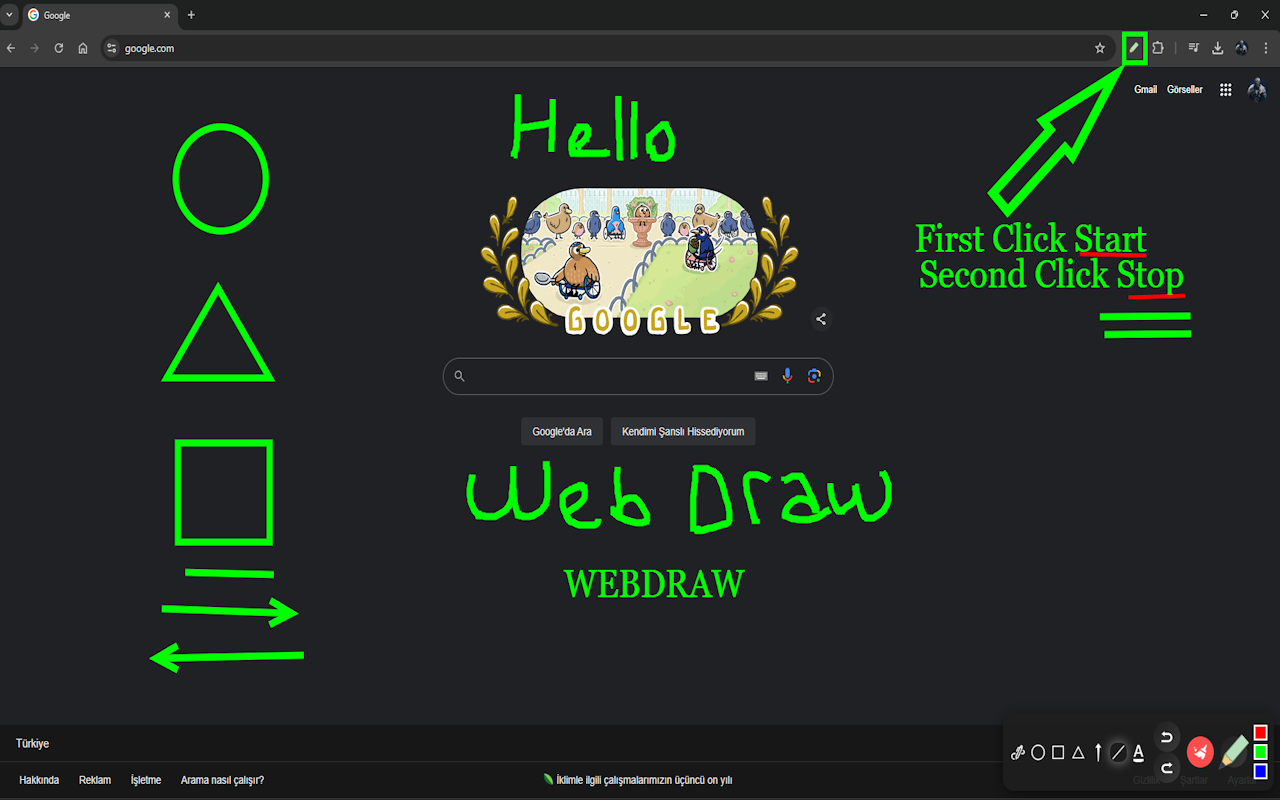 Google
google.com
Gmail Görseller
Hello
GOOGLE
First Click Start
Second Click Stop
Google'da Ara
Kendimi Şanslı Hissediyorum
Web Draw
WEBDRAW
Türkiye
Hakkında Reklam İşletme Arama nasıl çalışır?
İklimle ilgili çalışmalarımızın üçüncü on yılı
A
Gizlilik Şartlar